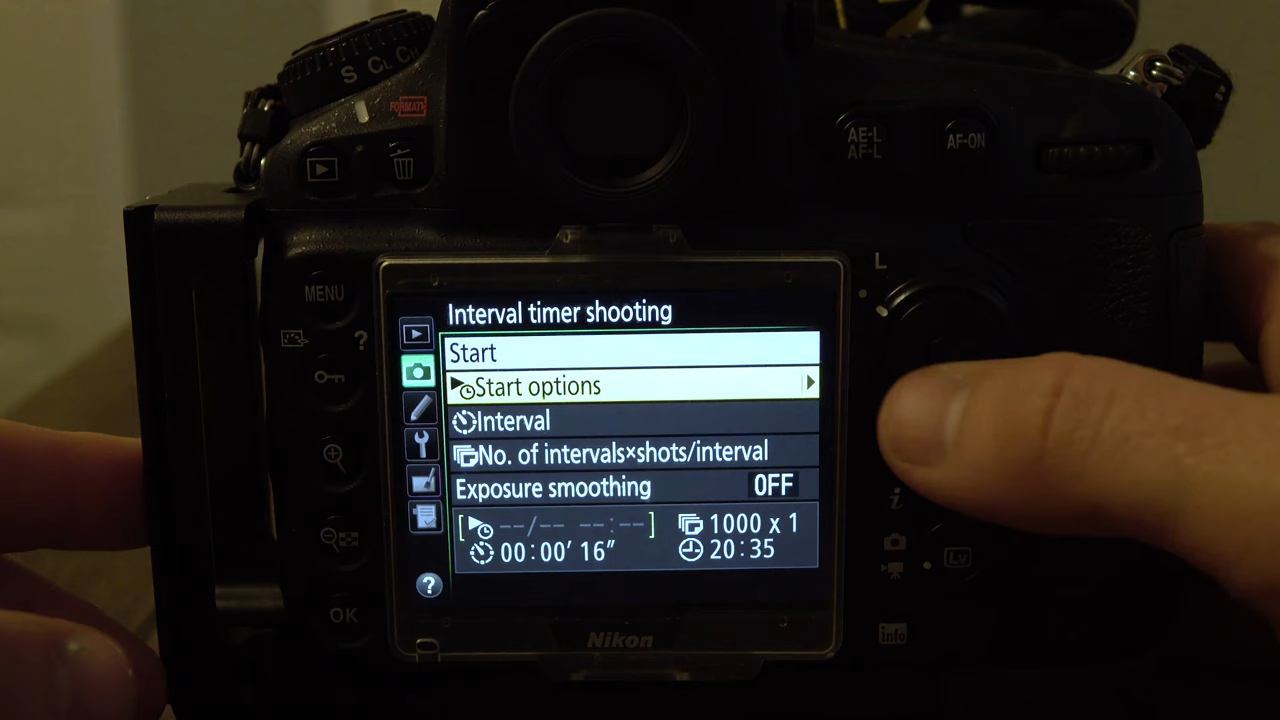 S CL CH
FORMAT
AE-L
AF-L
AF-ON
MENU
?
L
Interval timer shooting
Start
Start options
Interval
No. of intervals×shots/interval
Exposure smoothing OFF
[ --/-- --:-- ] 1000 x 1
00:00' 16" 20:35
?
OK
i
Lv
info
Nikon